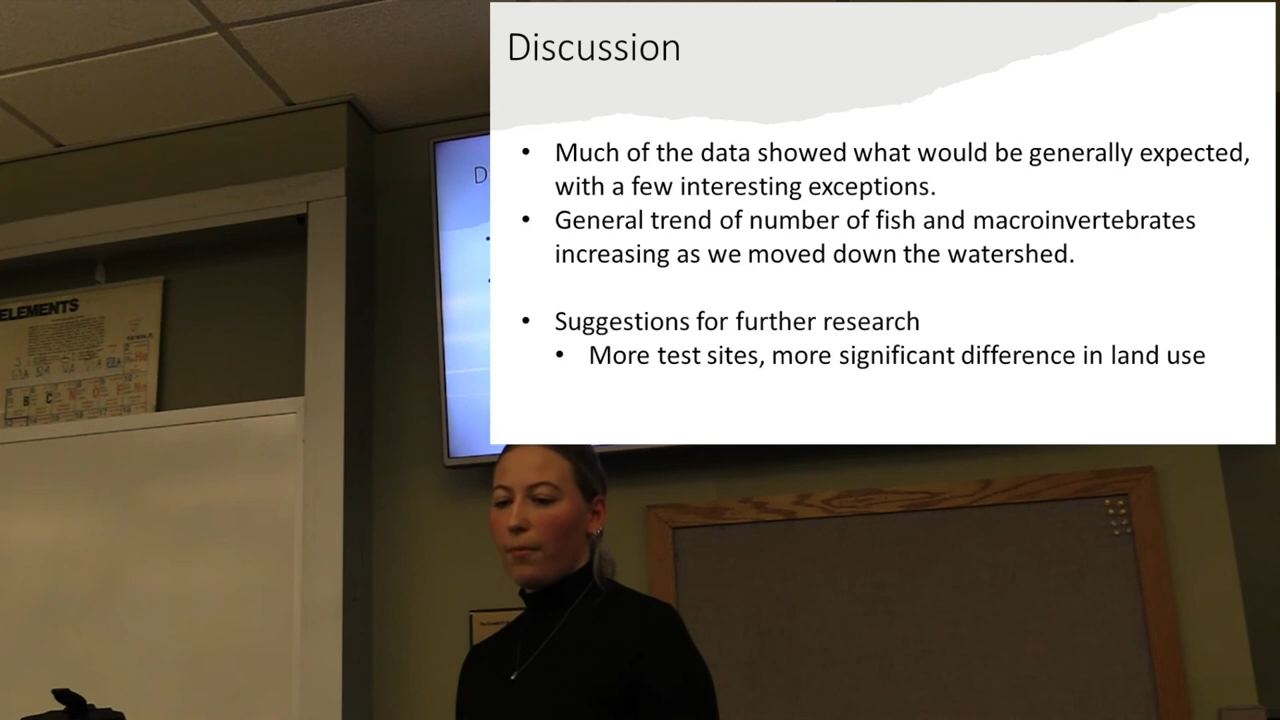 Discussion
• Much of the data showed what would be generally expected,
with a few interesting exceptions.
• General trend of number of fish and macroinvertebrates
increasing as we moved down the watershed.
• Suggestions for further research
• More test sites, more significant difference in land use
D
ELEMENTS
He
B C N O F